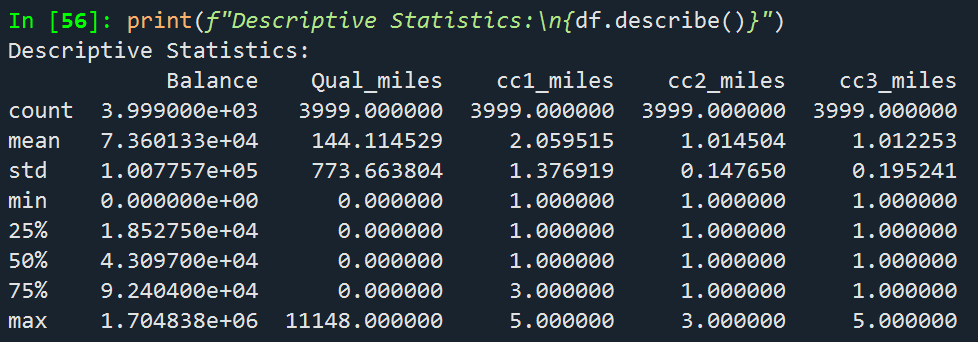 In [56]: print(f"Descriptive Statistics:\n{df.describe()}")
Descriptive Statistics:
            Balance   Qual_miles    cc1_miles    cc2_miles    cc3_miles
count  3.999000e+03  3999.000000  3999.000000  3999.000000  3999.000000
mean   7.360133e+04   144.114529     2.059515     1.014504     1.012253
std    1.007757e+05   773.663804     1.376919     0.147650     0.195241
min    0.000000e+00     0.000000     1.000000     1.000000     1.000000
25%    1.852750e+04     0.000000     1.000000     1.000000     1.000000
50%    4.309700e+04     0.000000     1.000000     1.000000     1.000000
75%    9.240400e+04     0.000000     3.000000     1.000000     1.000000
max    1.704838e+06 11148.000000     5.000000     3.000000     5.000000